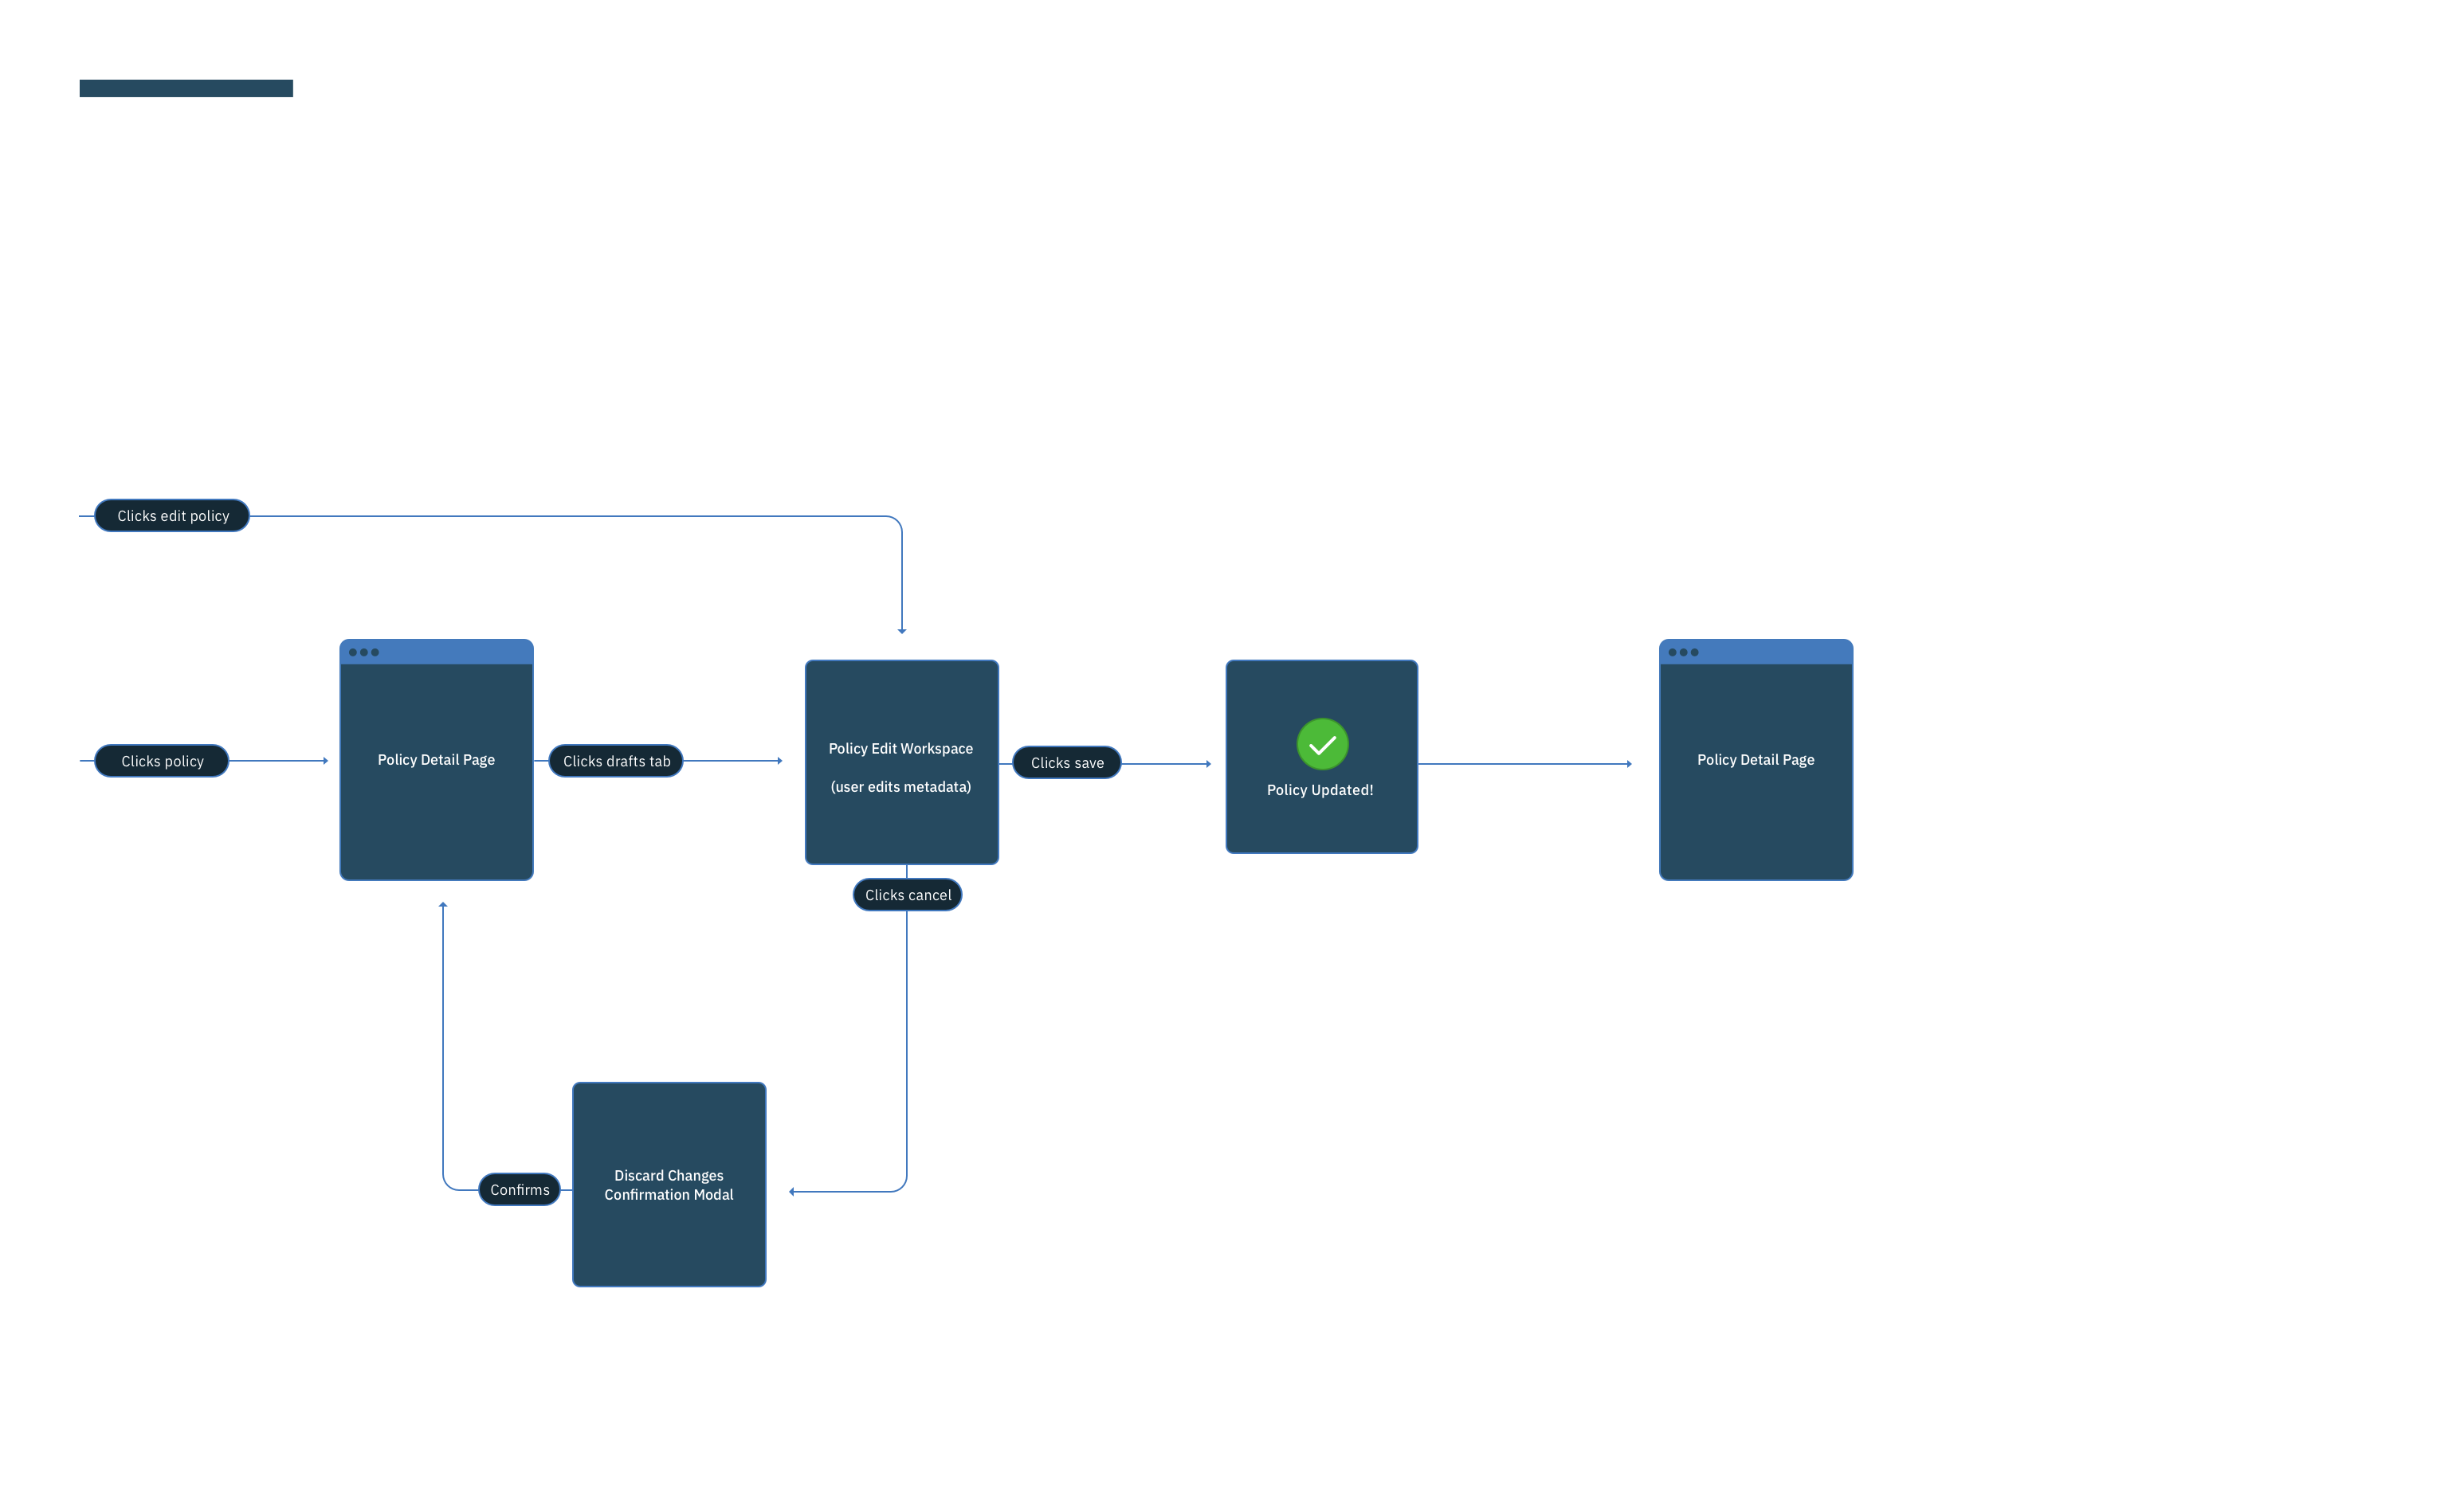 Clicks edit policy
Clicks policy
Policy Detail Page
Clicks drafts tab
Policy Edit Workspace
(user edits metadata)
Clicks save
Policy Updated!
Policy Detail Page
Clicks cancel
Confirms
Discard Changes
Confirmation Modal